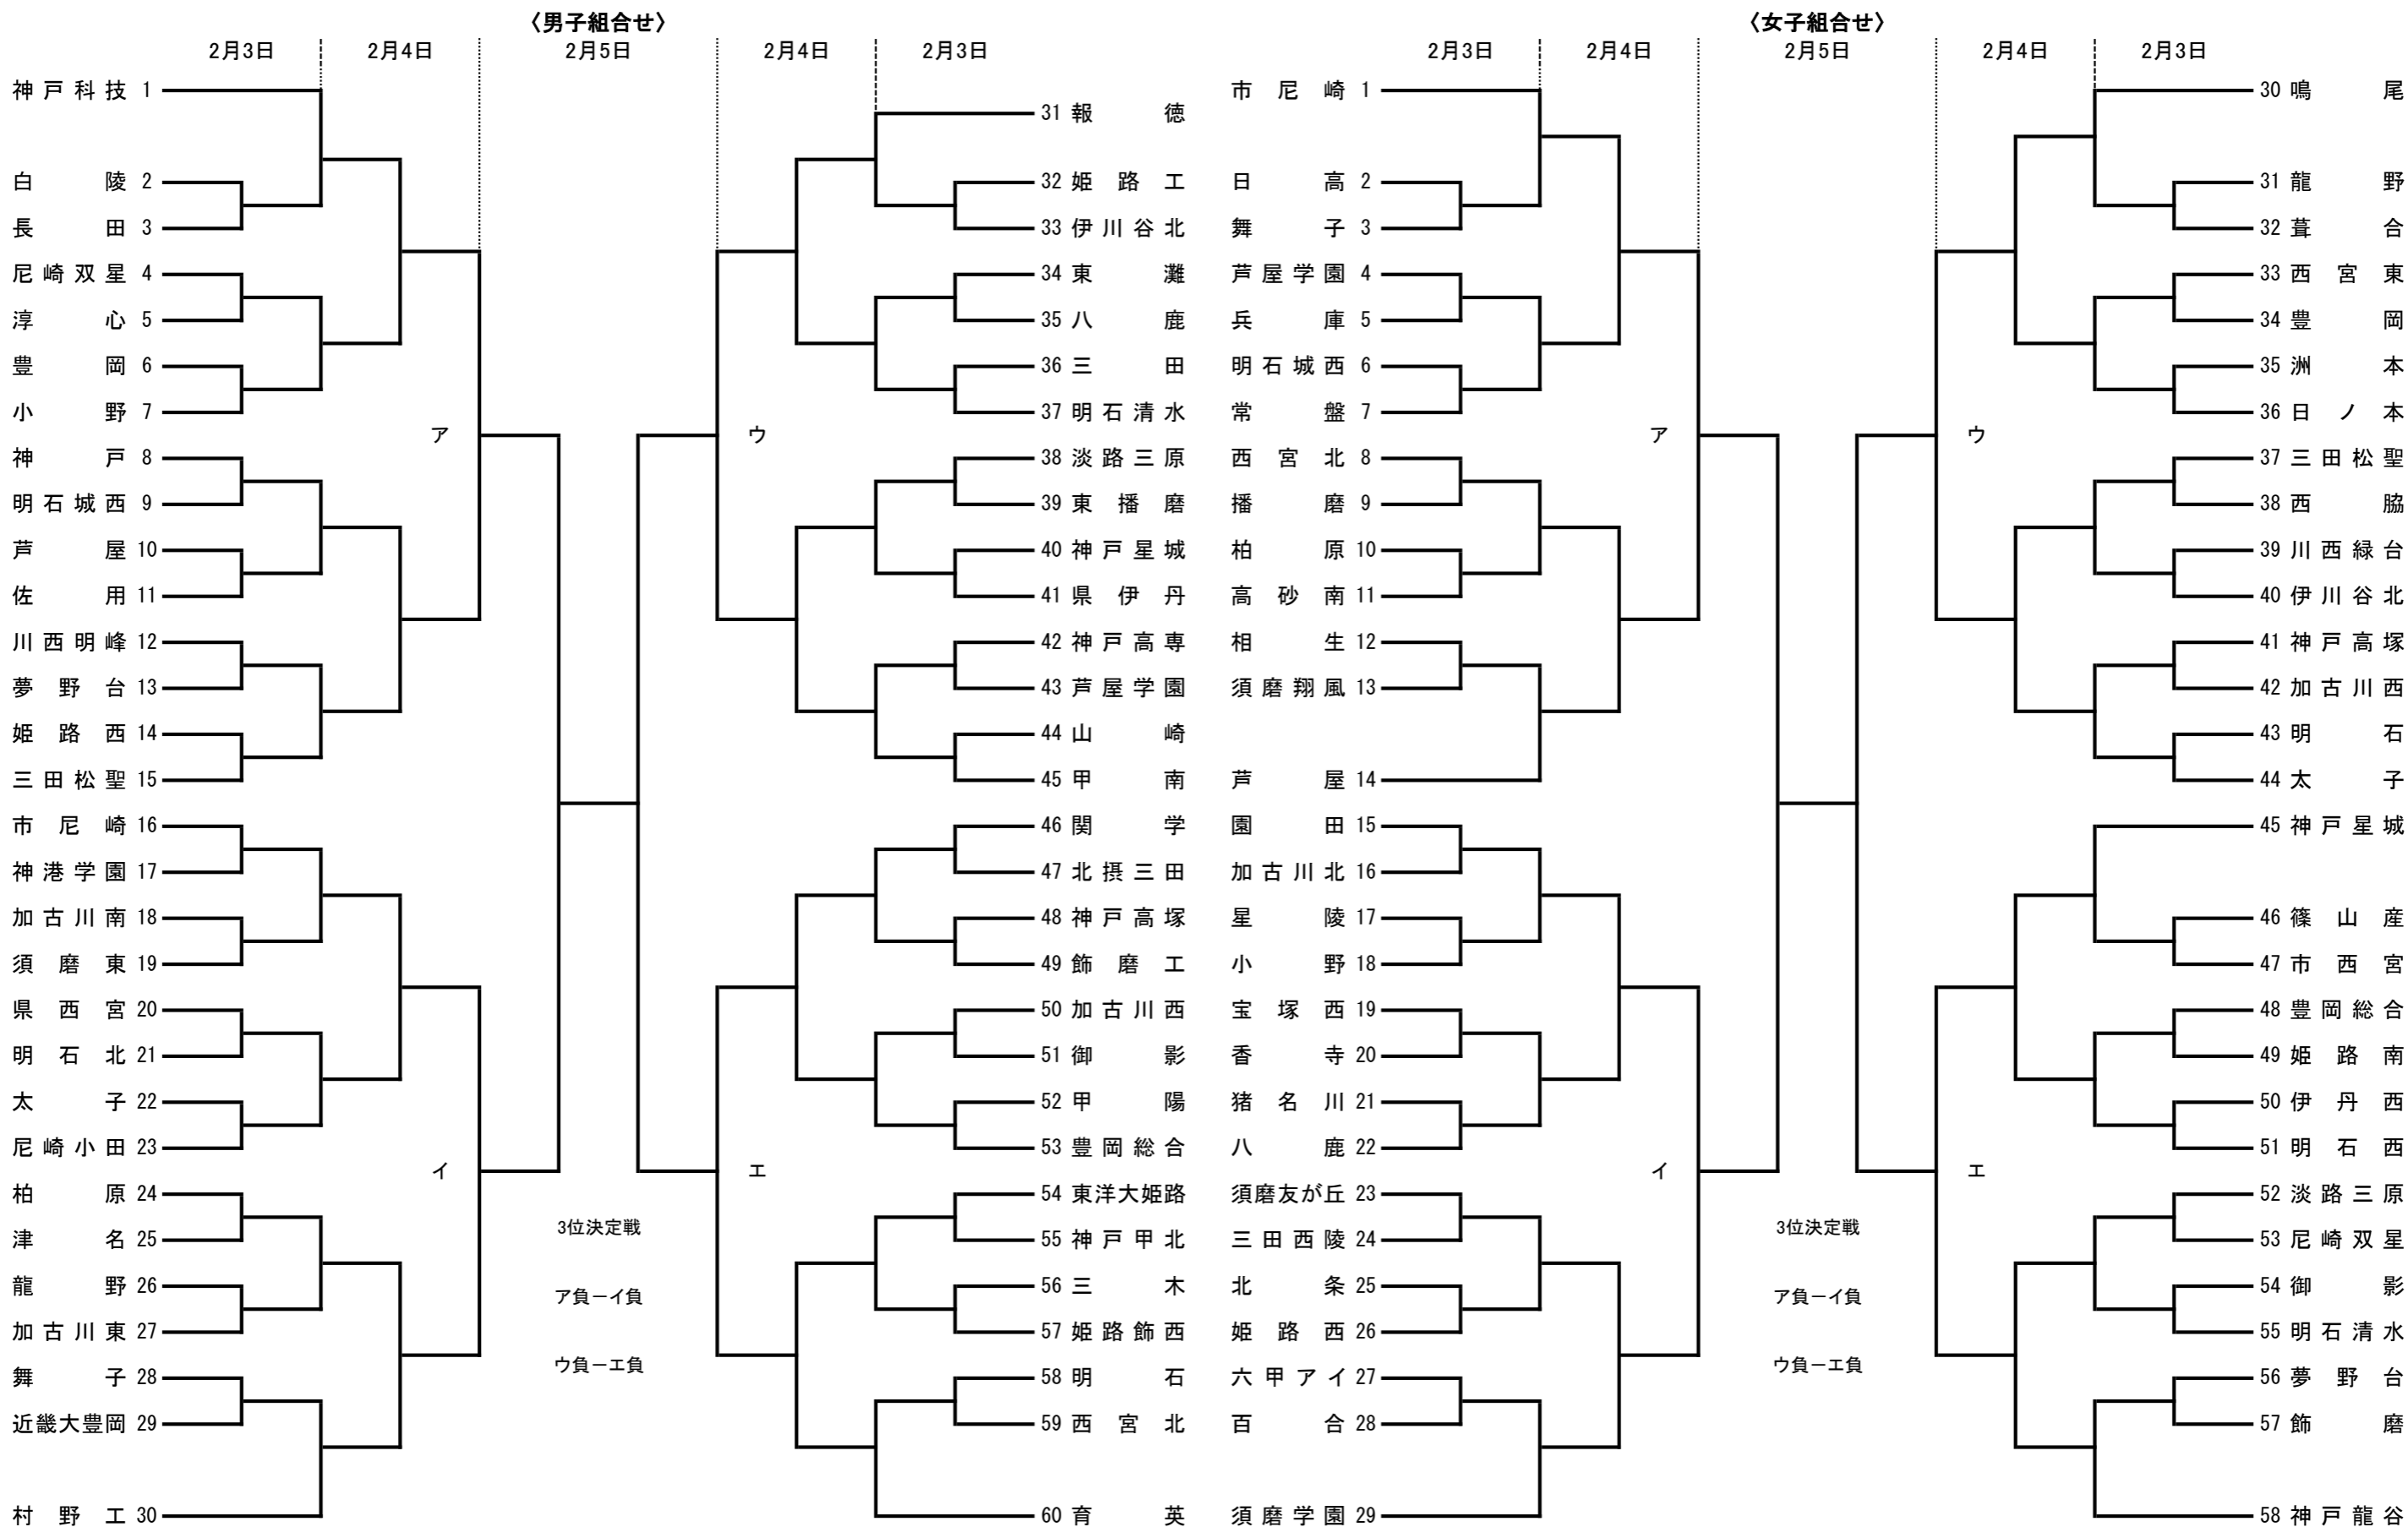 〈男子組合せ〉
2月3日 2月4日 2月5日 2月4日 2月3日
神戸科技 1
白陵 2
長田 3
尼崎双星 4
淳心 5
豊岡 6
小野 7
神戸 8
明石城西 9
芦屋 10
佐用 11
川西明峰 12
夢野台 13
姫路西 14
三田松聖 15
市尼崎 16
神港学園 17
加古川南 18
須磨東 19
県西宮 20
明石北 21
太子 22
尼崎小田 23
柏原 24
津名 25
龍野 26
加古川東 27
舞子 28
近畿大豊岡 29
村野工 30
ア
イ
3位決定戦
ア負－イ負
ウ負－エ負
ウ
エ
31 報徳
32 姫路工
33 伊川谷北
34 東灘
35 八鹿
36 三田
37 明石清水
38 淡路三原
39 東播磨
40 神戸星城
41 県伊丹
42 神戸高専
43 芦屋学園
44 山崎
45 甲南
46 関学
47 北摂三田
48 神戸高塚
49 飾磨工
50 加古川西
51 御影
52 甲陽
53 豊岡総合
54 東洋大姫路
55 神戸甲北
56 三木
57 姫路飾西
58 明石
59 西宮北
60 育英
〈女子組合せ〉
2月3日 2月4日 2月5日 2月4日 2月3日
市尼崎 1
日高 2
舞子 3
芦屋学園 4
兵庫 5
明石城西 6
常盤 7
西宮北 8
播磨 9
柏原 10
高砂南 11
相生 12
須磨翔風 13
芦屋 14
園田 15
加古川北 16
星陵 17
小野 18
宝塚西 19
香寺 20
猪名川 21
八鹿 22
須磨友が丘 23
三田西陵 24
北条 25
姫路西 26
六甲アイ 27
百合 28
須磨学園 29
ア
イ
3位決定戦
ア負－イ負
ウ負－エ負
ウ
エ
30 鳴尾
31 龍野
32 葺合
33 西宮東
34 豊岡
35 洲本
36 日ノ本
37 三田松聖
38 西脇
39 川西緑台
40 伊川谷北
41 神戸高塚
42 加古川西
43 明石
44 太子
45 神戸星城
46 篠山産
47 市西宮
48 豊岡総合
49 姫路南
50 伊丹西
51 明石西
52 淡路三原
53 尼崎双星
54 御影
55 明石清水
56 夢野台
57 飾磨
58 神戸龍谷